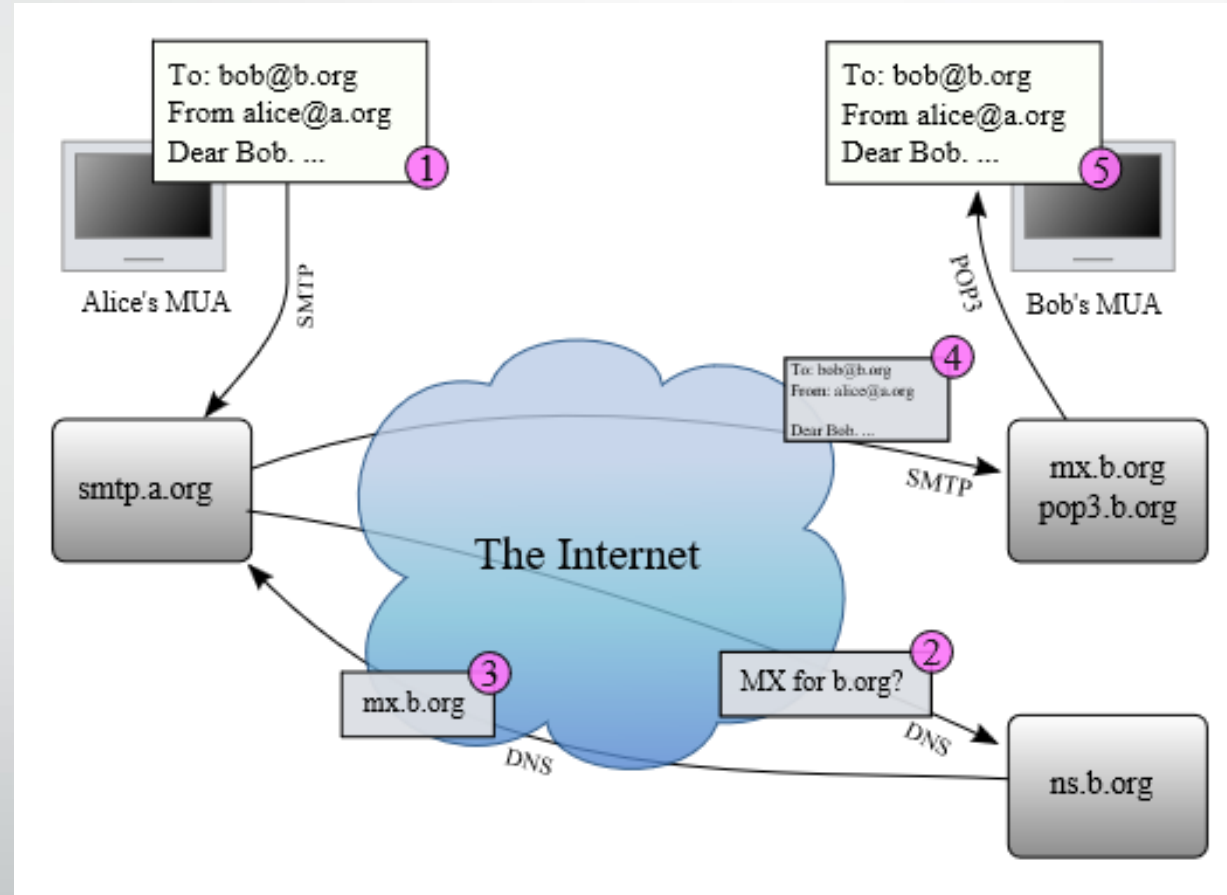 To: bob@b.org
From alice@a.org
Dear Bob. ...
1
Alice's MUA
SMTP
To: bob@b.org
From alice@a.org
Dear Bob. ...
5
Bob's MUA
POP3
4
To: bob@b.org
From: alice@a.org
Dear Bob. ...
SMTP
smtp.a.org
mx.b.org
pop3.b.org
The Internet
3
mx.b.org
DNS
2
MX for b.org?
DNS
ns.b.org